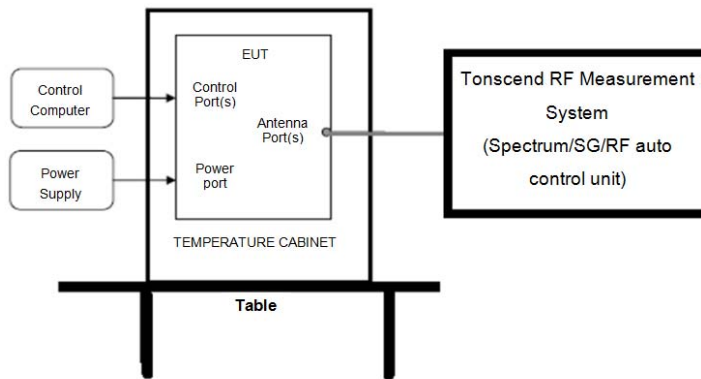 EUT
Control
Computer
Control
Port(s)
Antenna
Port(s)
Power
Supply
Power
port
TEMPERATURE CABINET
Table
Tonscend RF Measurement
System
(Spectrum/SG/RF auto
control unit)